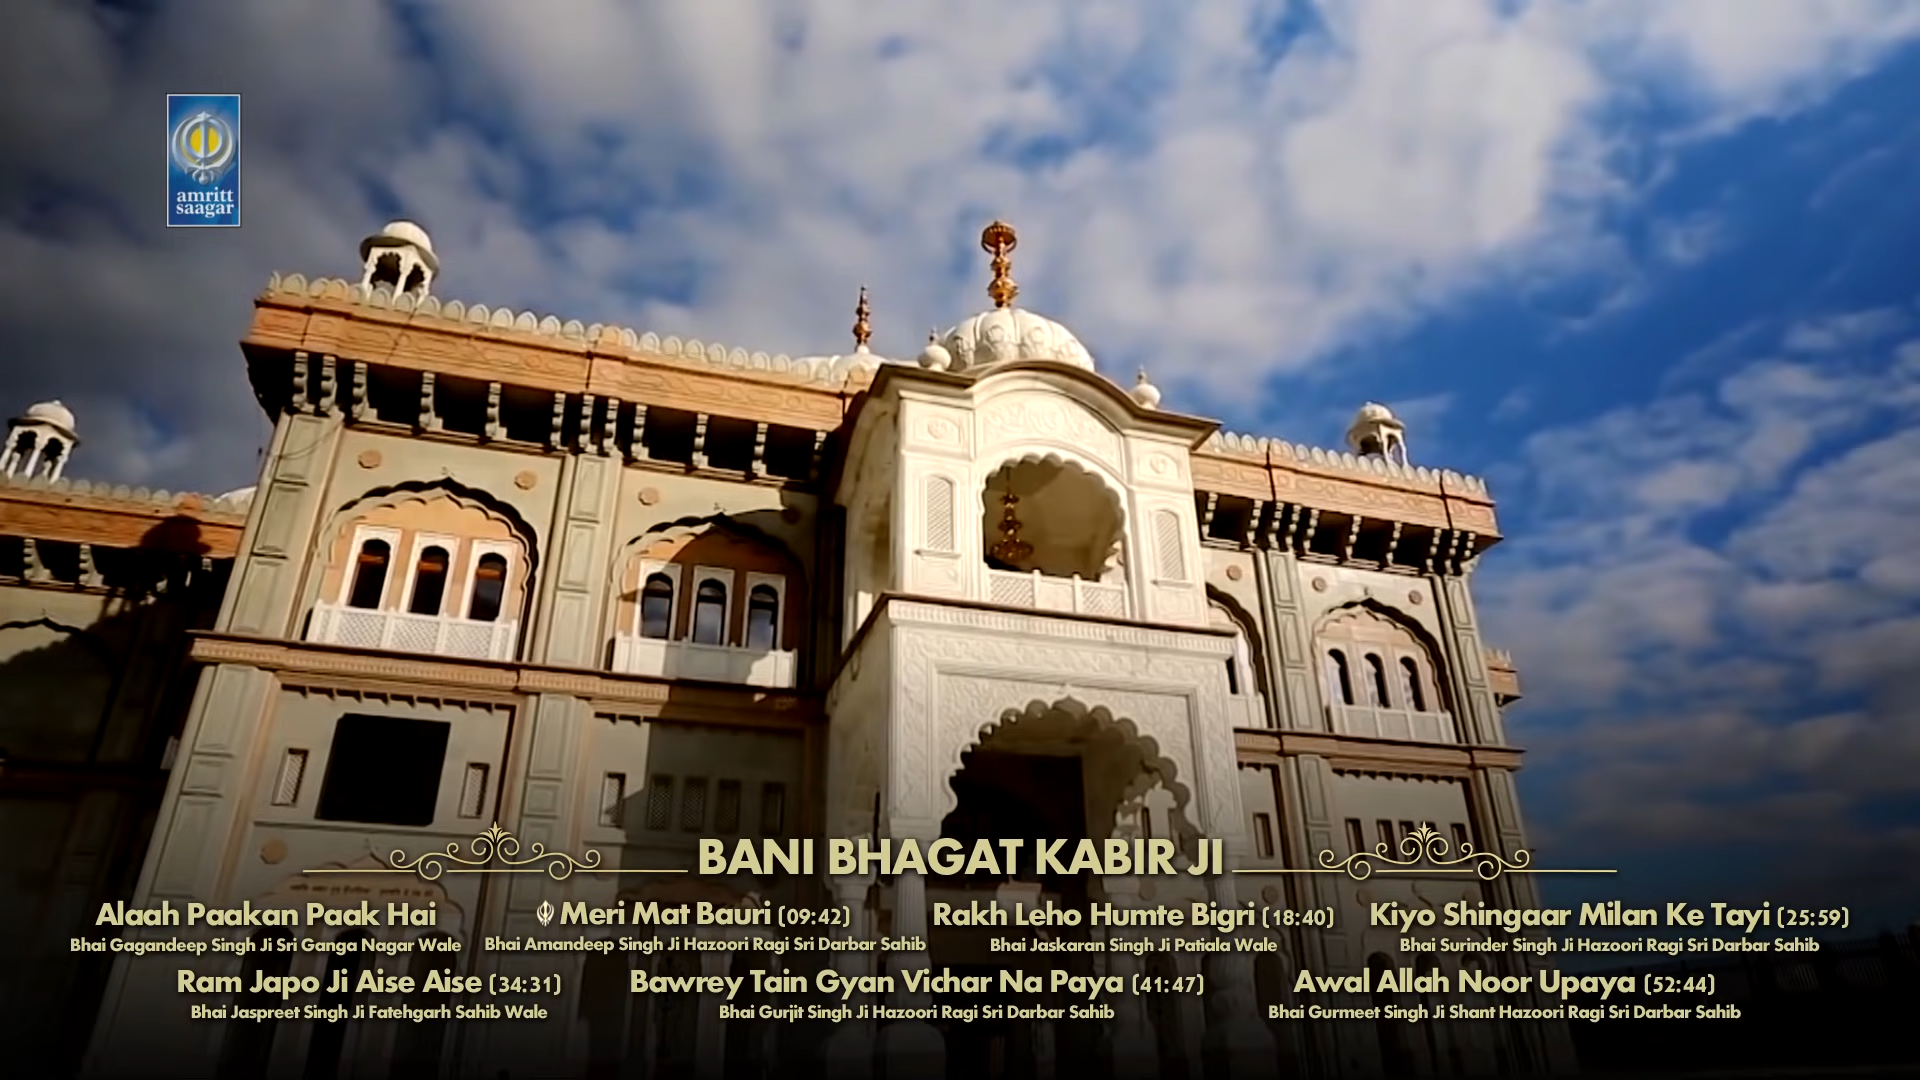 amritt
saagar
BANI BHAGAT KABIR JI
Alaah Paakan Paak Hai
Bhai Gagandeep Singh Ji Sri Ganga Nagar Wale
Meri Mat Bauri (09:42)
Bhai Amandeep Singh Ji Hazoori Ragi Sri Darbar Sahib
Rakh Leho Humte Bigri (18:40)
Bhai Jaskaran Singh Ji Patiala Wale
Kiyo Shingaar Milan Ke Tayi (25:59)
Bhai Surinder Singh Ji Hazoori Ragi Sri Darbar Sahib
Ram Japo Ji Aise Aise (34:31)
Bhai Jaspreet Singh Ji Fatehgarh Sahib Wale
Bawrey Tain Gyan Vichar Na Paya (41:47)
Bhai Gurjit Singh Ji Hazoori Ragi Sri Darbar Sahib
Awal Allah Noor Upaya (52:44)
Bhai Gurmeet Singh Ji Shant Hazoori Ragi Sri Darbar Sahib